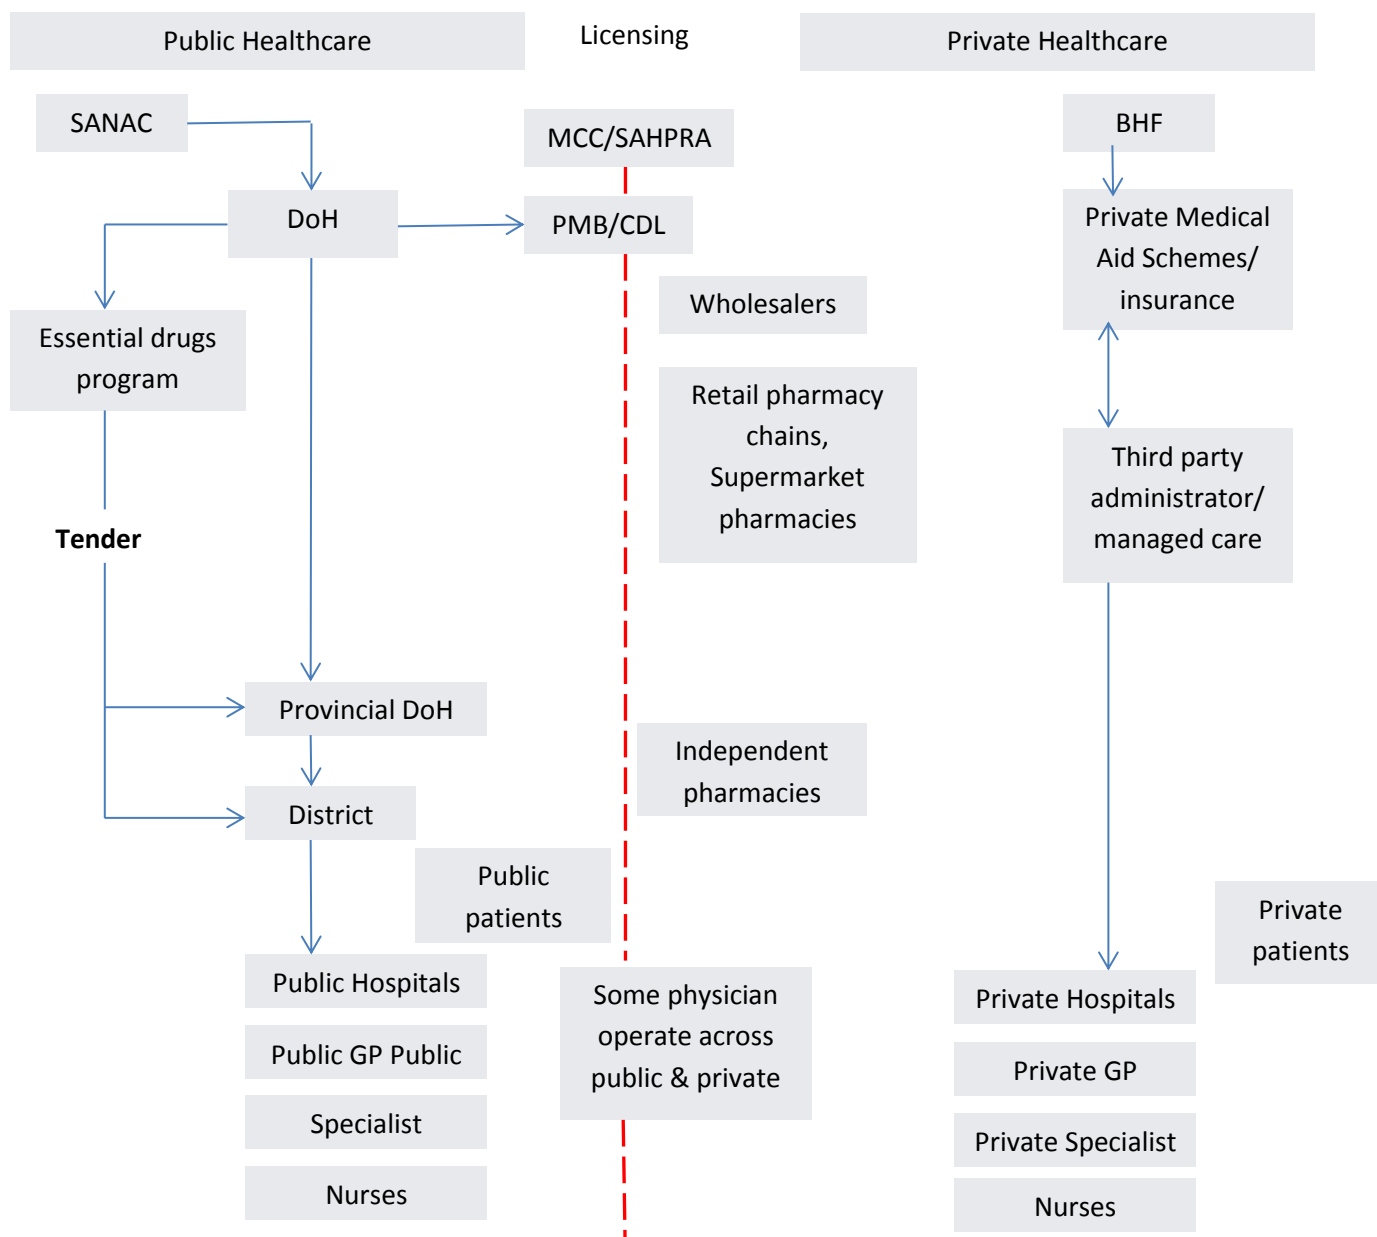 Public Healthcare
Licensing
Private Healthcare
SANAC
MCC/SAHPRA
BHF
DoH
PMB/CDL
Private Medical
Aid Schemes/
insurance
Essential drugs
program
Wholesalers
Retail pharmacy
chains,
Supermarket
pharmacies
Third party
administrator/
managed care
Tender
Provincial DoH
Independent
pharmacies
District
Public
patients
Private
patients
Public Hospitals
Public GP Public
Specialist
Nurses
Some physician
operate across
public & private
Private Hospitals
Private GP
Private Specialist
Nurses